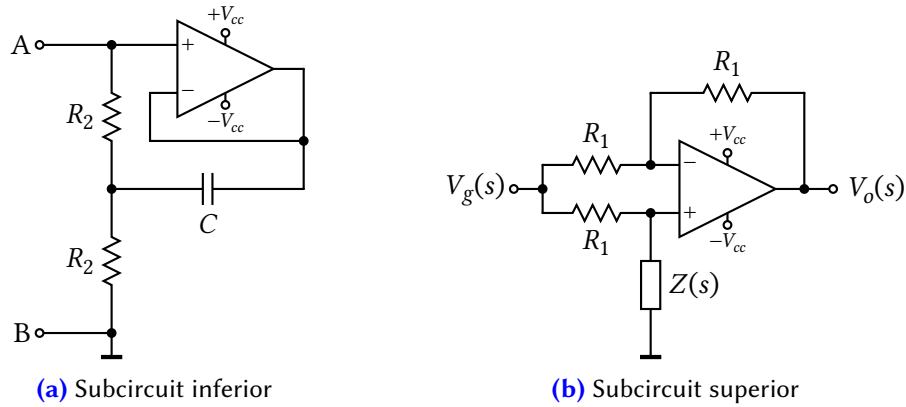 A
+V_cc
+
−
−V_cc
R_2
C
R_2
B
(a) Subcircuit inferior
R_1
R_1
+V_cc
−
V_g(s)
V_o(s)
+
R_1
−V_cc
Z(s)
(b) Subcircuit superior